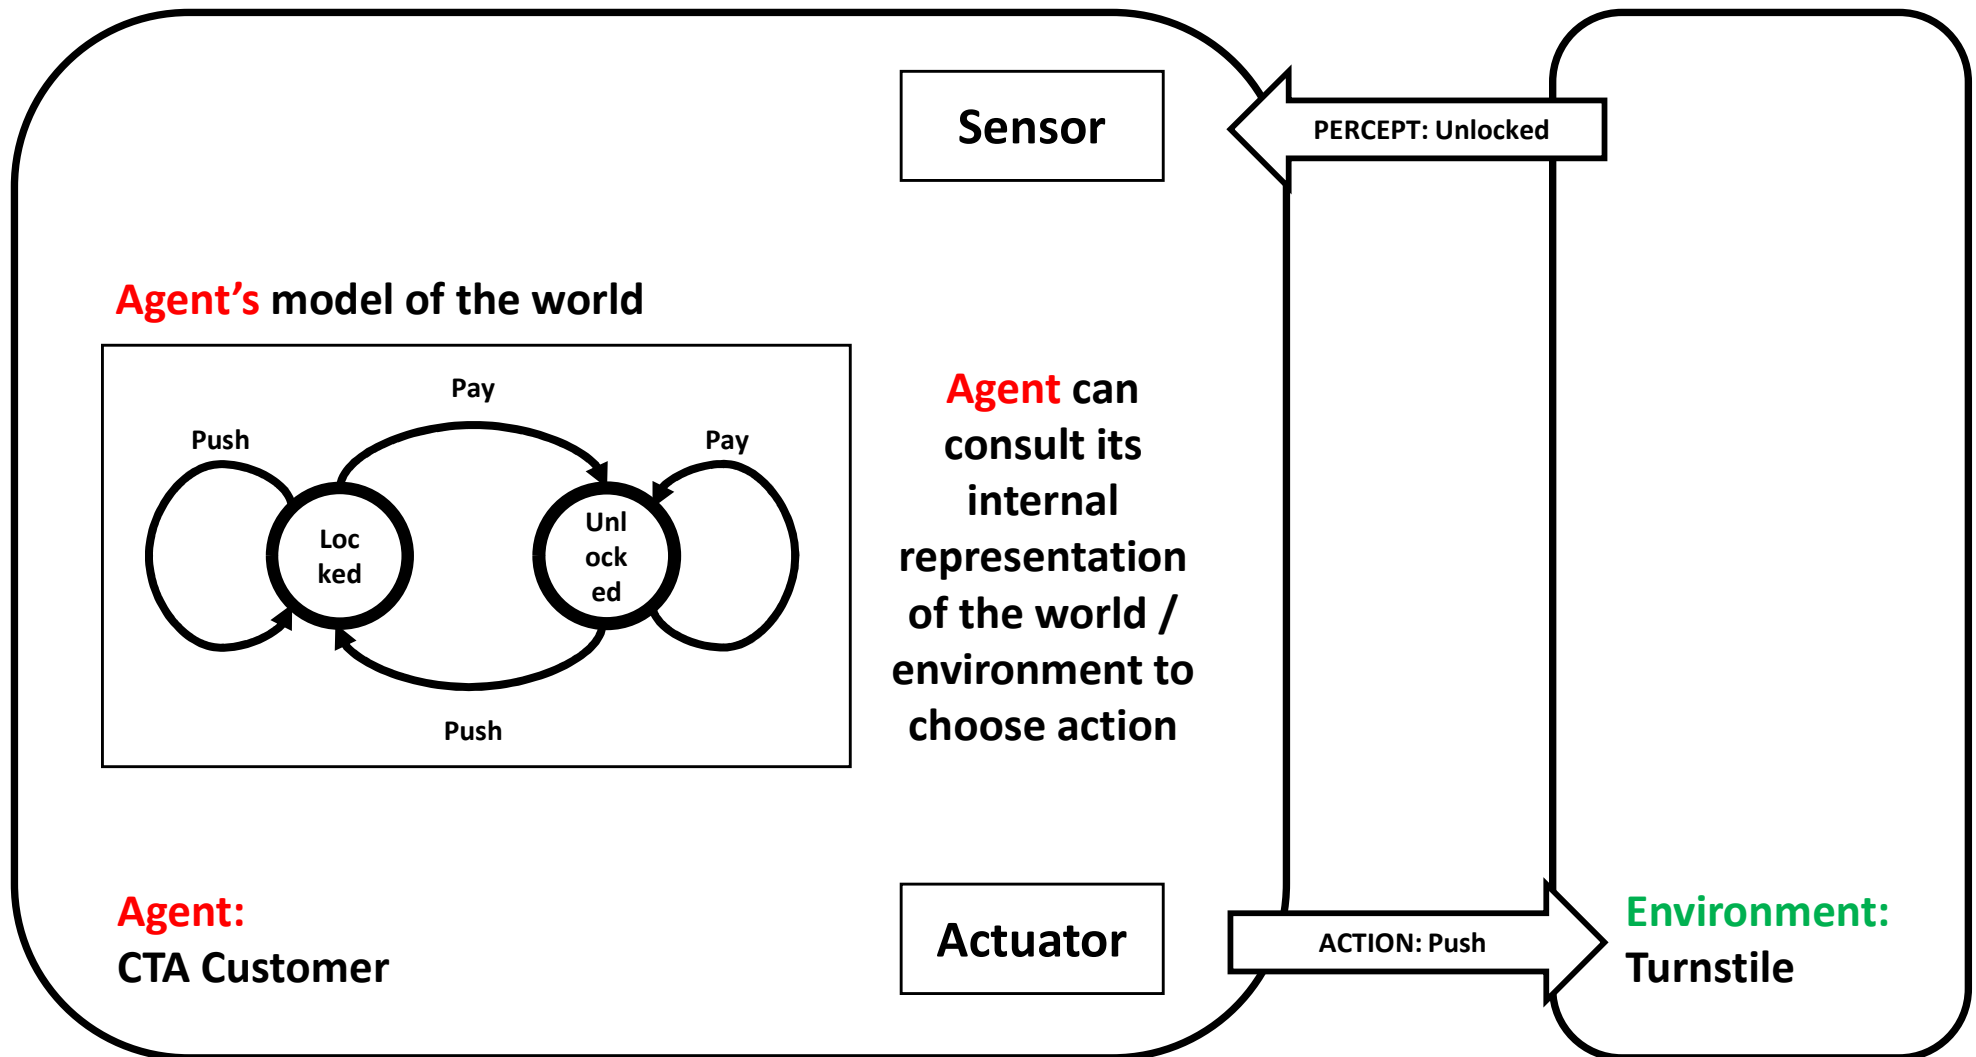 Sensor
PERCEPT: Unlocked
Agent's model of the world
Pay
Push
Pay
Loc
ked
Unl
ock
ed
Push
Agent can
consult its
internal
representation
of the world /
environment to
choose action
Agent:
CTA Customer
Actuator
ACTION: Push
Environment:
Turnstile